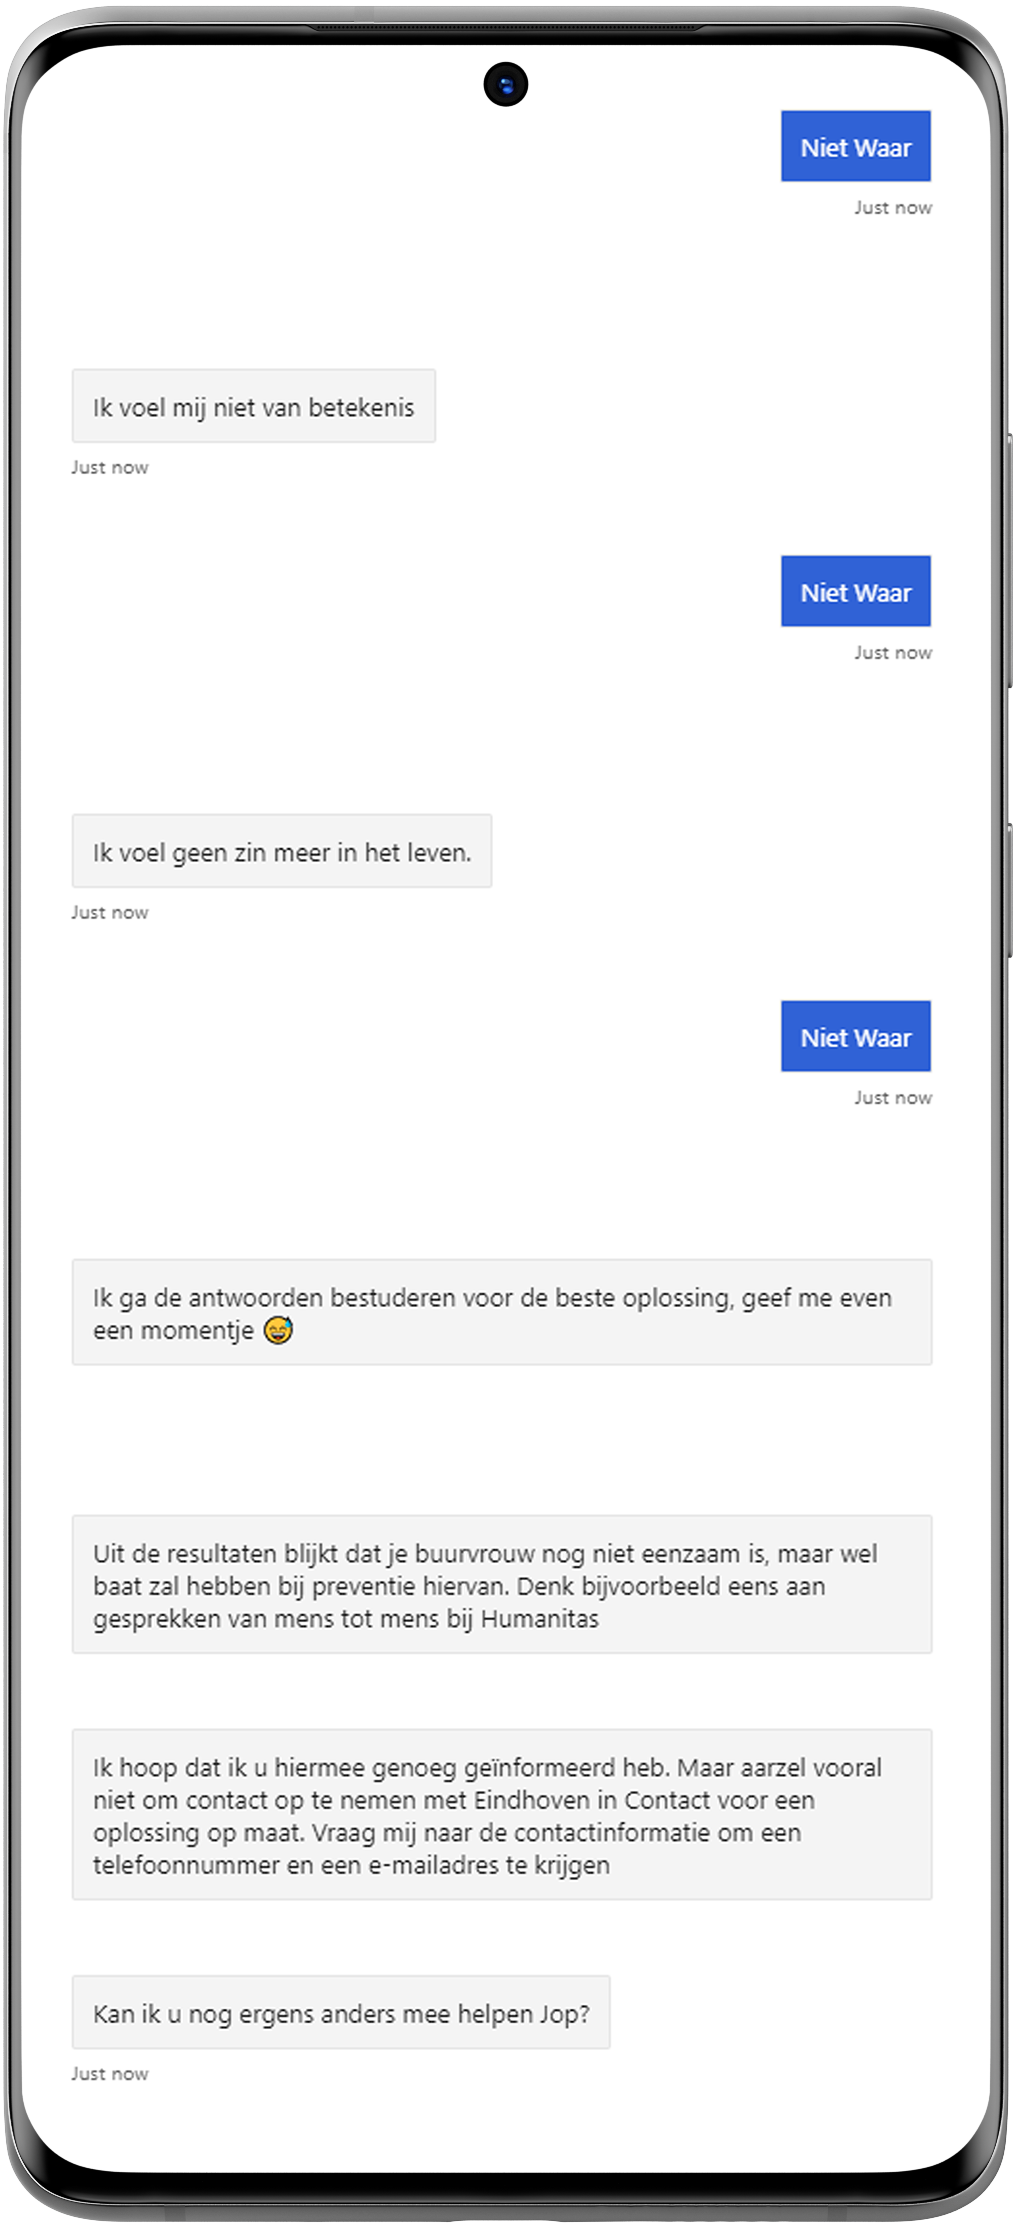 Niet Waar
Just now
Ik voel mij niet van betekenis
Just now
Niet Waar
Just now
Ik voel geen zin meer in het leven.
Just now
Niet Waar
Just now
Ik ga de antwoorden bestuderen voor de beste oplossing, geef me even
een momentje 😅
Uit de resultaten blijkt dat je buurvrouw nog niet eenzaam is, maar wel
baat zal hebben bij preventie hiervan. Denk bijvoorbeeld eens aan
gesprekken van mens tot mens bij Humanitas
Ik hoop dat ik u hiermee genoeg geïnformeerd heb. Maar aarzel vooral
niet om contact op te nemen met Eindhoven in Contact voor een
oplossing op maat. Vraag mij naar de contactinformatie om een
telefoonnummer en een e-mailadres te krijgen
Kan ik u nog ergens anders mee helpen Jop?
Just now